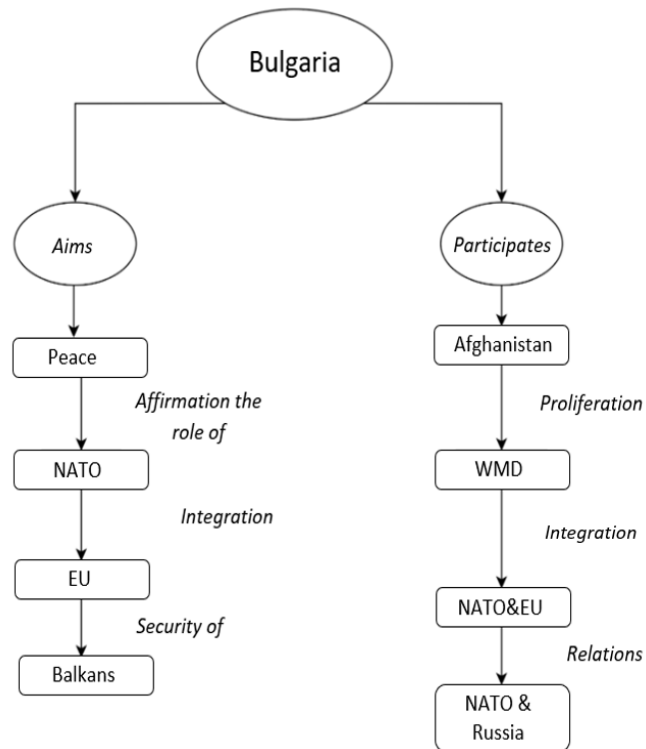 Bulgaria
Aims
Peace
Affirmation the
role of
NATO
Integration
EU
Security of
Balkans
Participates
Afghanistan
Proliferation
WMD
Integration
NATO&EU
Relations
NATO &
Russia